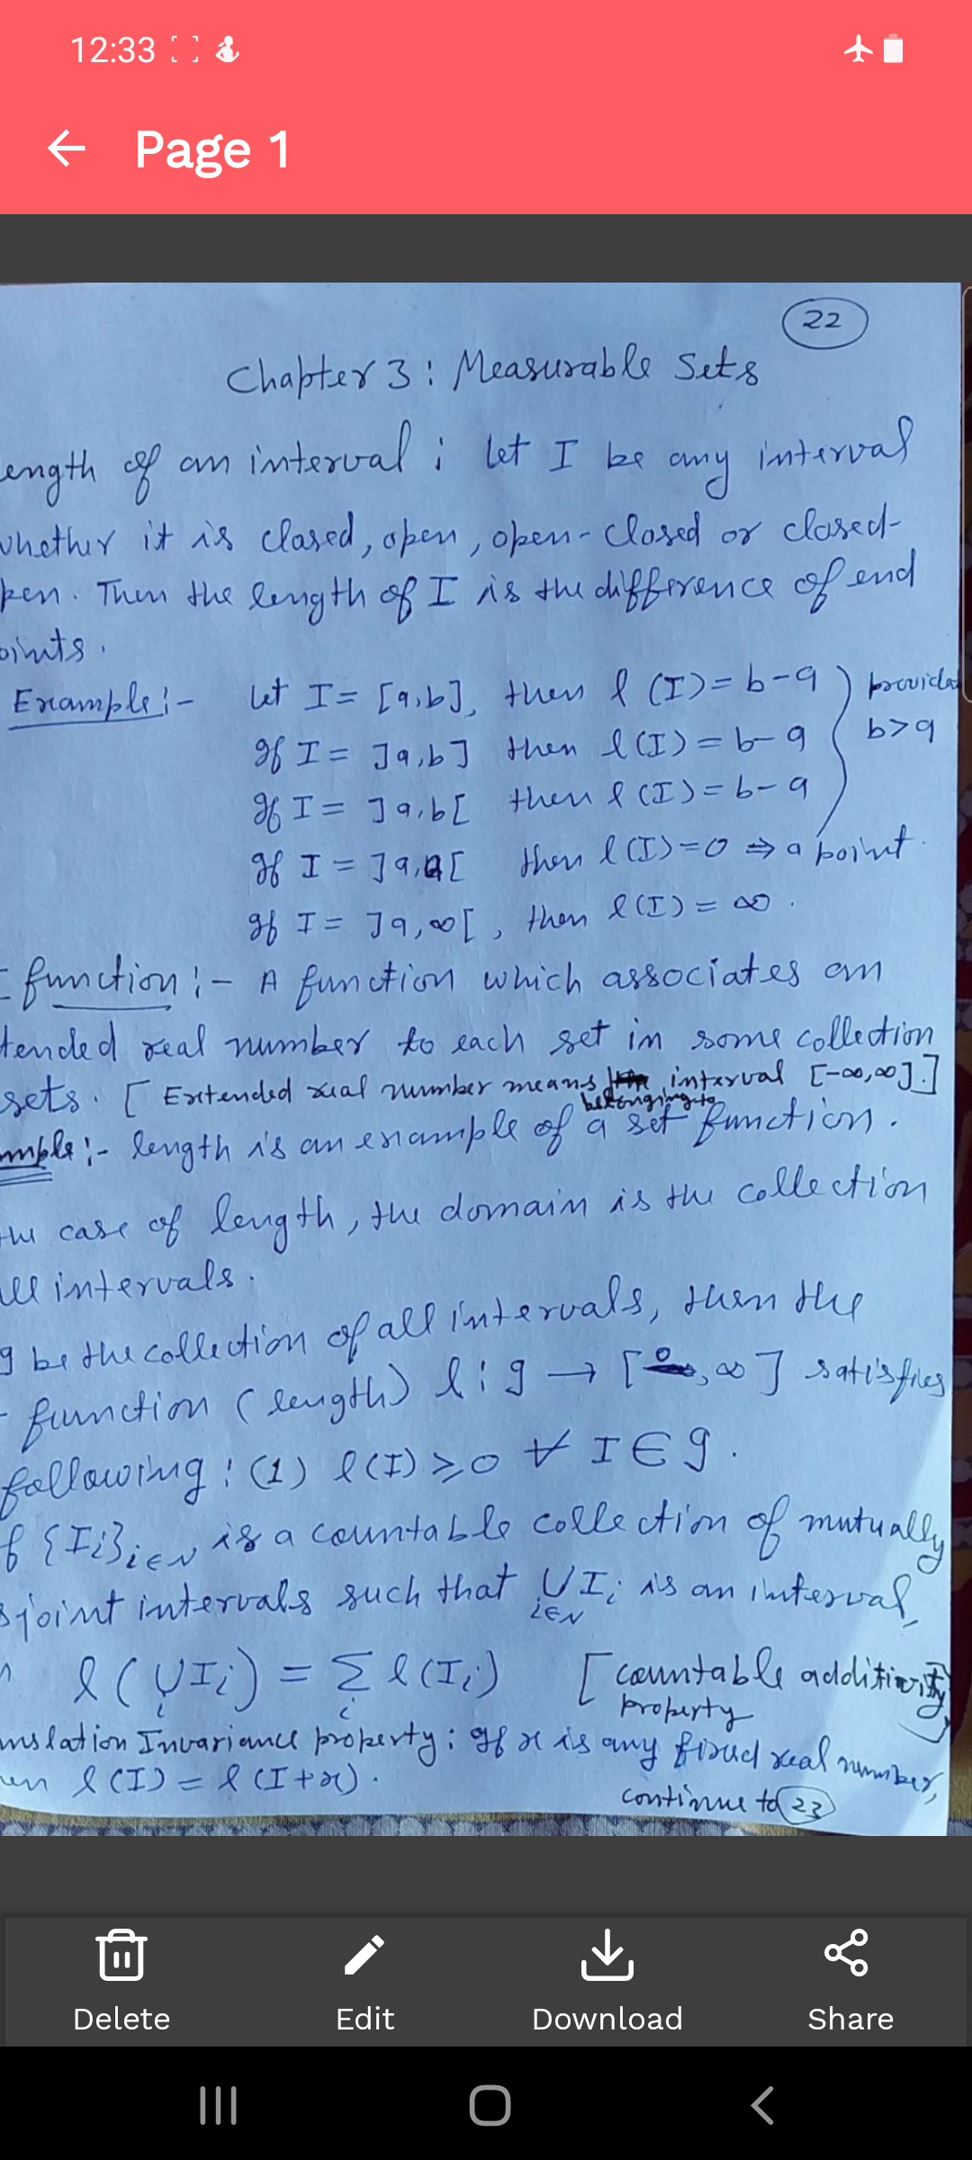 12:33
Page 1
22
Chapter 3: Measurable Sets
ength of an interval : Let I be any interval
whether it is closed, open, open-closed or closed-
pen. Then the length of I is the difference of end
oints.
Example:- Let I = [a,b], then l(I) = b-a provided
If I = ]a,b] then l(I) = b-a b>a
If I = ]a,b[ then l(I) = b-a
If I = ]a,a[ then l(I)=0 ⇒ a point.
If I = ]a,∞[, then l(I) = ∞.
function:- A function which associates an
tended real number to each set in some collection
sets. [Extended real number means belonging to interval [-∞,∞].]
ample:- length is an example of a set function.
the case of length, the domain is the collection
all intervals.
g be the collection of all intervals, then the
function (length) l: g → [0,∞] satisfies
following: (1) l(I) ≥ 0 ∀ I ∈ g.
f {Ii}i∈N is a countable collection of mutually
sjoint intervals such that ∪ Ii is an interval,
i∈N
l(∪Ii) = Σ l(Ii) [countable additivity
i i property]
nslation Invariance property: If x is any fixed real number,
en l(I) = l(I+x).
continue to 23
Delete Edit Download Share